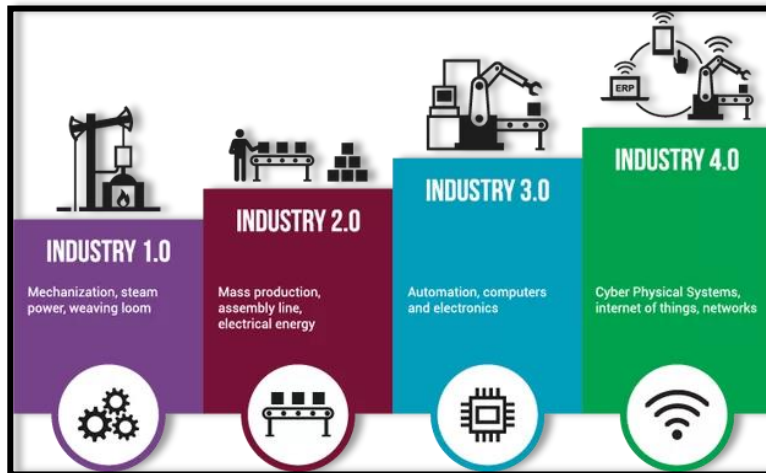 ERP
INDUSTRY 1.0
Mechanization, steam
power, weaving loom
INDUSTRY 2.0
Mass production,
assembly line,
electrical energy
INDUSTRY 3.0
Automation, computers
and electronics
INDUSTRY 4.0
Cyber Physical Systems,
internet of things, networks